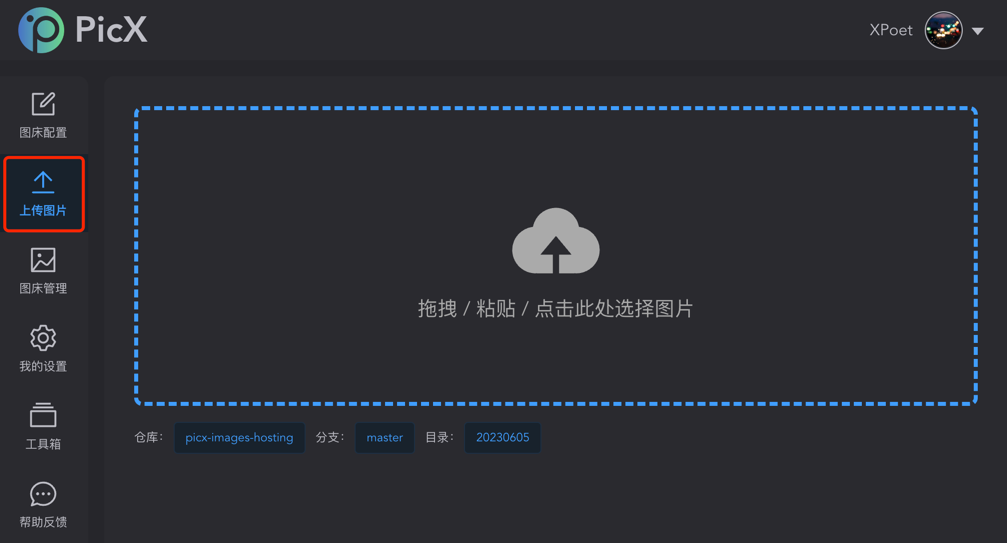 PicX
XPoet
图床配置
上传图片
图床管理
我的设置
工具箱
帮助反馈
拖拽 / 粘贴 / 点击此处选择图片
仓库： picx-images-hosting 分支： master 目录： 20230605